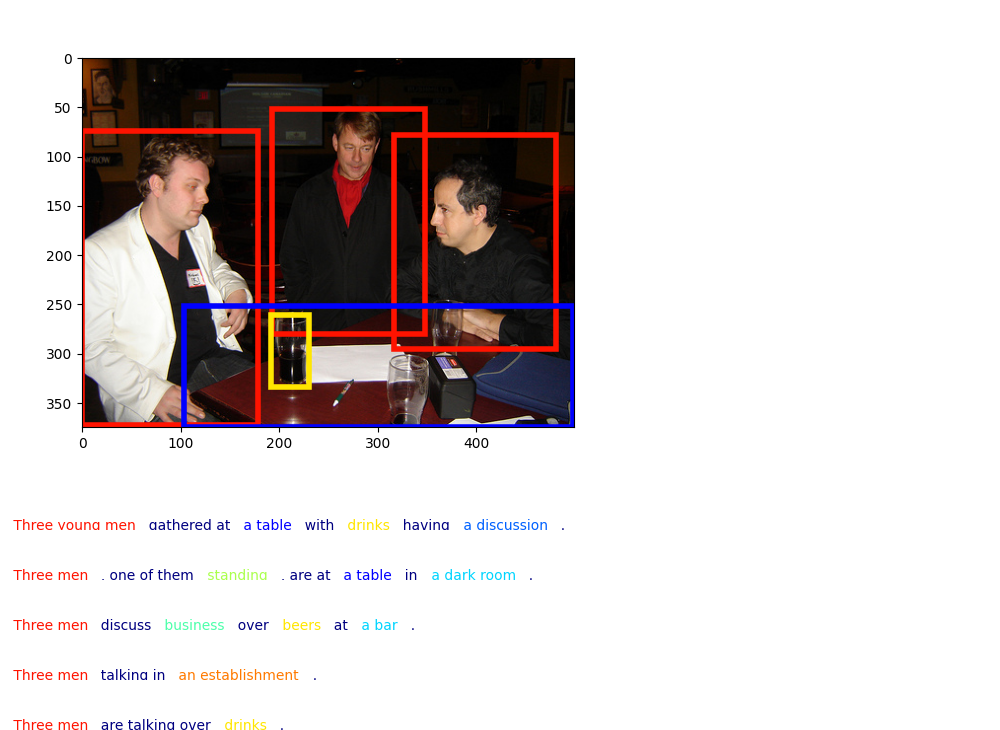 0
50
100
150
200
250
300
350
0 100 200 300 400
Three young men gathered at a table with drinks having a discussion .
Three men , one of them standing , are at a table in a dark room .
Three men discuss business over beers at a bar .
Three men talking in an establishment .
Three men are talking over drinks .